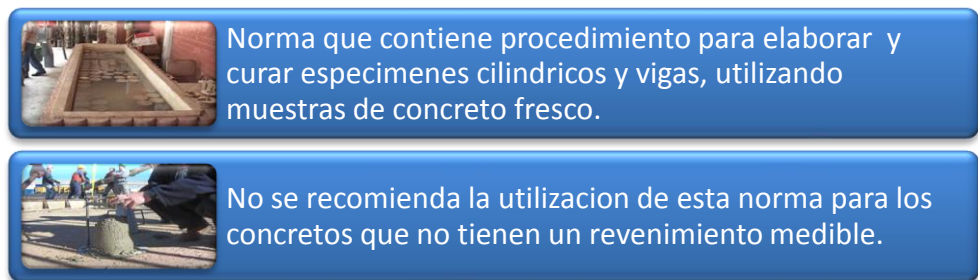 Norma que contiene procedimiento para elaborar y
curar especimenes cilindricos y vigas, utilizando
muestras de concreto fresco.
No se recomienda la utilizacion de esta norma para los
concretos que no tienen un revenimiento medible.